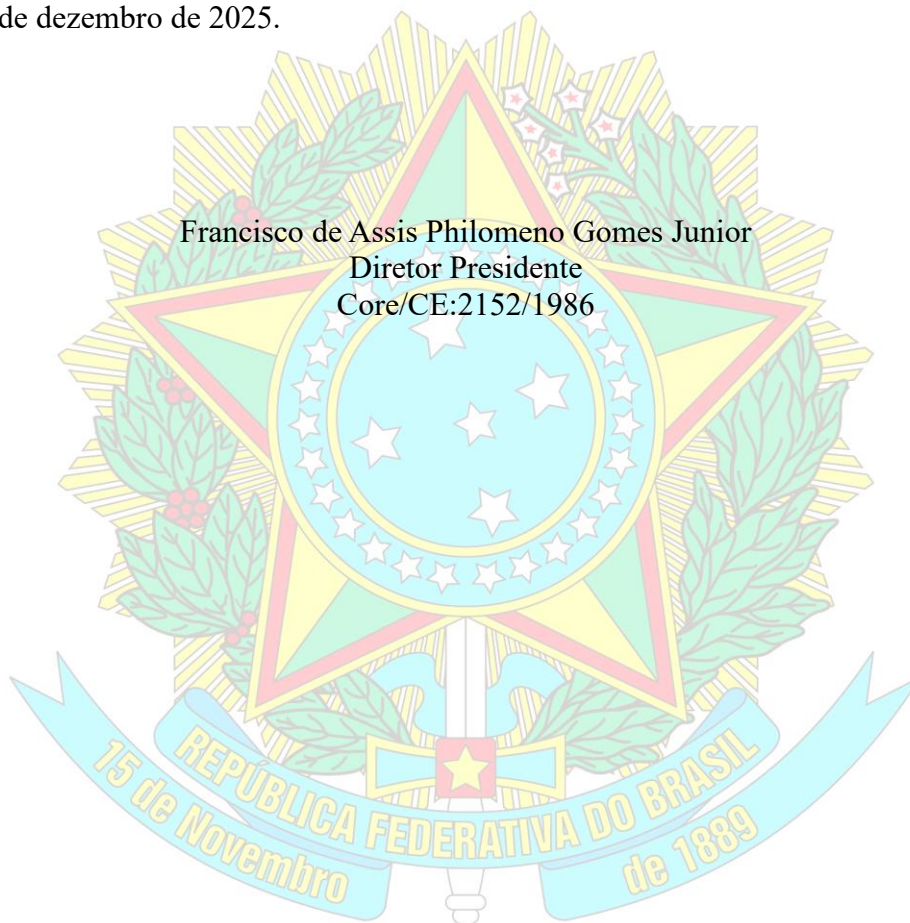 de dezembro de 2025.
Francisco de Assis Philomeno Gomes Junior
Diretor Presidente
Core/CE:2152/1986
REPÚBLICA FEDERATIVA DO BRASIL
15 de Novembro
de 1889